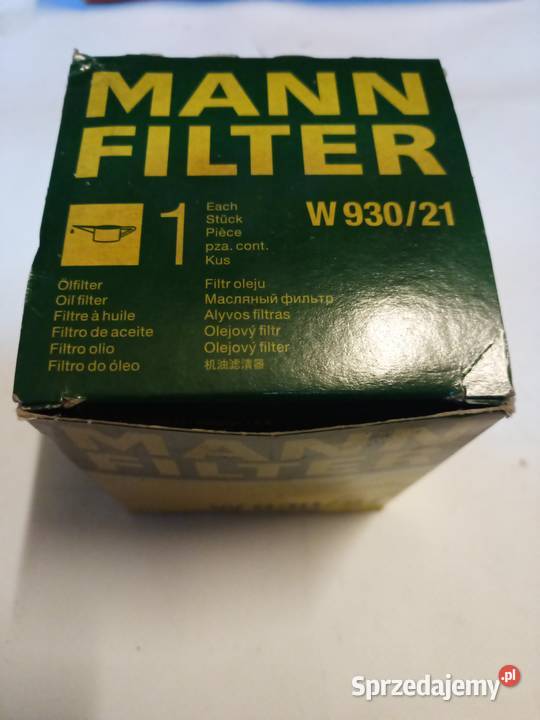 MANN
FILTER
1
Each
Stück
Pièce
pza. cont.
Kus
W 930/21
Ölfilter
Oil filter
Filtre à huile
Filtro de aceite
Filtro olio
Filtro do óleo
Filtr oleju
Масляный фильтр
Alyvos filtras
Olejový filtr
Olejový filter
机油滤清器
MANN
FILTER
W 930/21
Sprzedajemy.pl